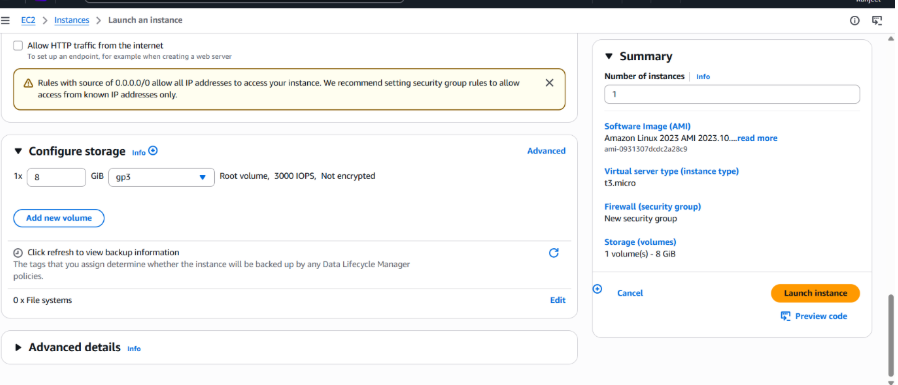 EC2 > Instances > Launch an instance
Allow HTTP traffic from the internet
To set up an endpoint, for example when creating a web server
Rules with source of 0.0.0.0/0 allow all IP addresses to access your instance. We recommend setting security group rules to allow
access from known IP addresses only.
Configure storage Info
Advanced
1x 8 GiB gp3 Root volume, 3000 IOPS, Not encrypted
Add new volume
Click refresh to view backup information
The tags that you assign determine whether the instance will be backed up by any Data Lifecycle Manager
policies.
0 x File systems
Edit
Advanced details Info
Summary
Number of instances | Info
1
Software Image (AMI)
Amazon Linux 2023 AMI 2023.10....read more
ami-0931307dcdc2a28c9
Virtual server type (instance type)
t3.micro
Firewall (security group)
New security group
Storage (volumes)
1 volume(s) - 8 GiB
Cancel
Launch instance
Preview code